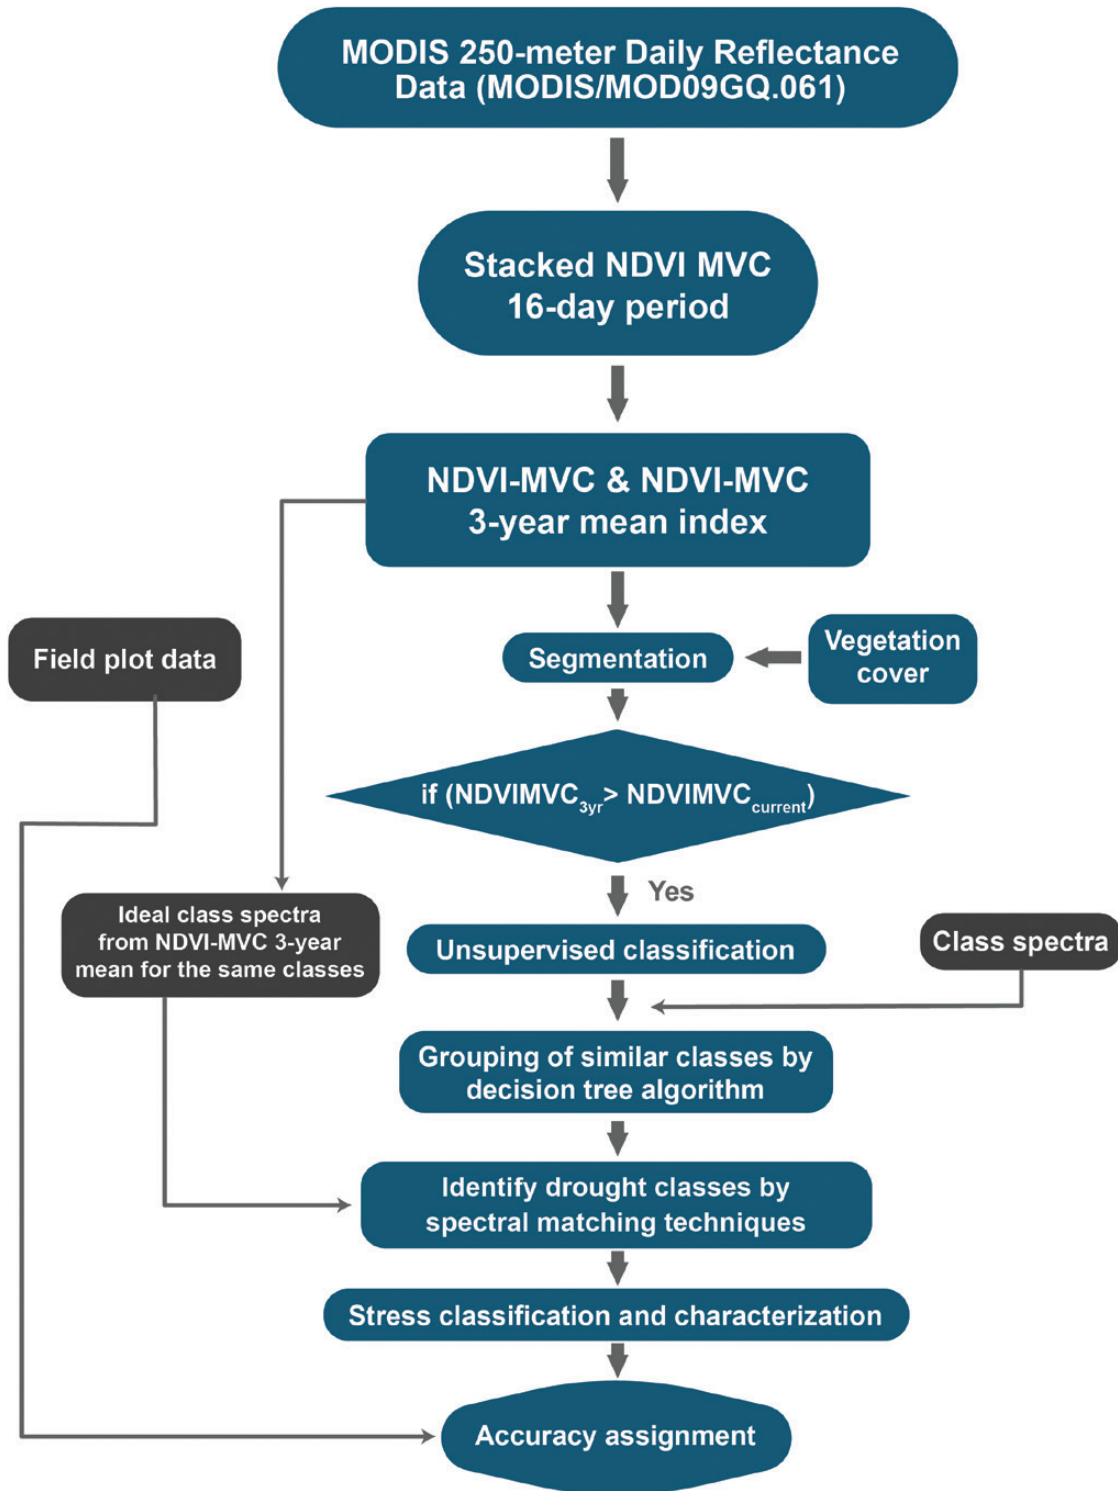 MODIS 250-meter Daily Reflectance
Data (MODIS/MOD09GQ.061)
Stacked NDVI MVC
16-day period
NDVI-MVC & NDVI-MVC
3-year mean index
Field plot data
Segmentation
Vegetation
cover
if (NDVIMVC3yr> NDVIMVCcurrent)
Yes
Ideal class spectra
from NDVI-MVC 3-year
mean for the same classes
Unsupervised classification
Class spectra
Grouping of similar classes by
decision tree algorithm
Identify drought classes by
spectral matching techniques
Stress classification and characterization
Accuracy assignment